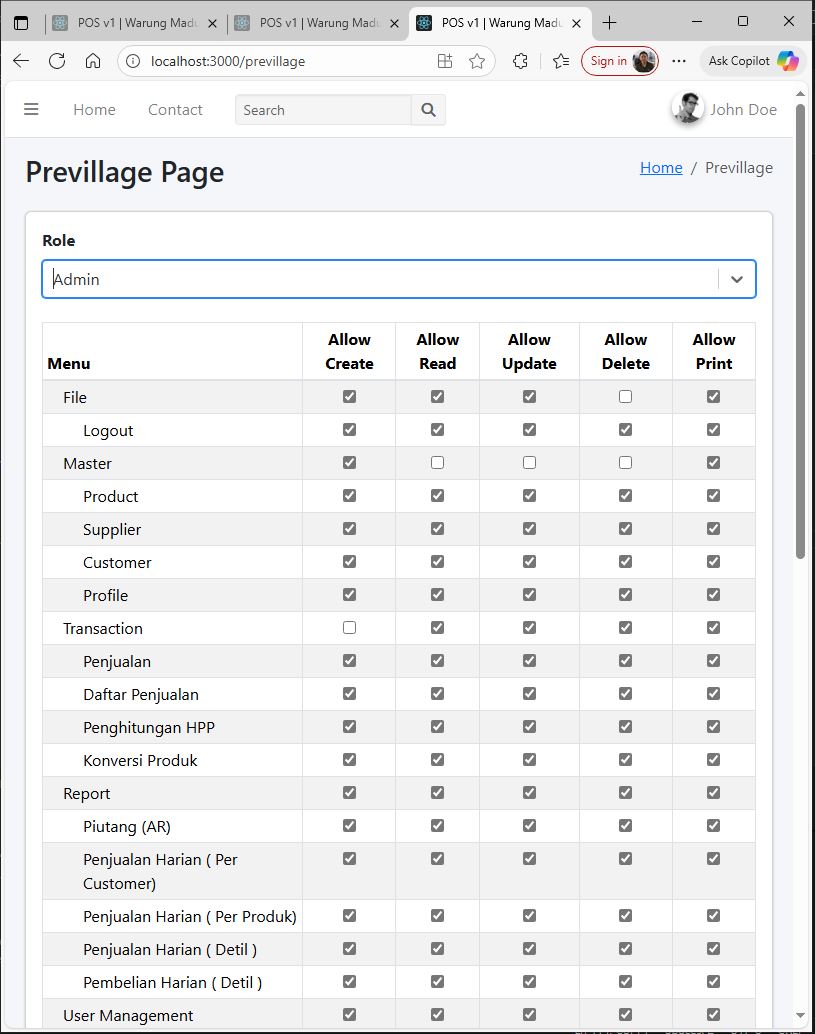 POS v1 | Warung Madu
POS v1 | Warung Madu
POS v1 | Warung Madu
localhost:3000/previllage
Sign in
Ask Copilot
Home
Contact
Search
John Doe
Previllage Page
Home / Previllage
Role
Admin
Menu
Allow Create
Allow Read
Allow Update
Allow Delete
Allow Print
File
Logout
Master
Product
Supplier
Customer
Profile
Transaction
Penjualan
Daftar Penjualan
Penghitungan HPP
Konversi Produk
Report
Piutang (AR)
Penjualan Harian ( Per
Customer)
Penjualan Harian ( Per Produk)
Penjualan Harian ( Detil )
Pembelian Harian ( Detil )
User Management